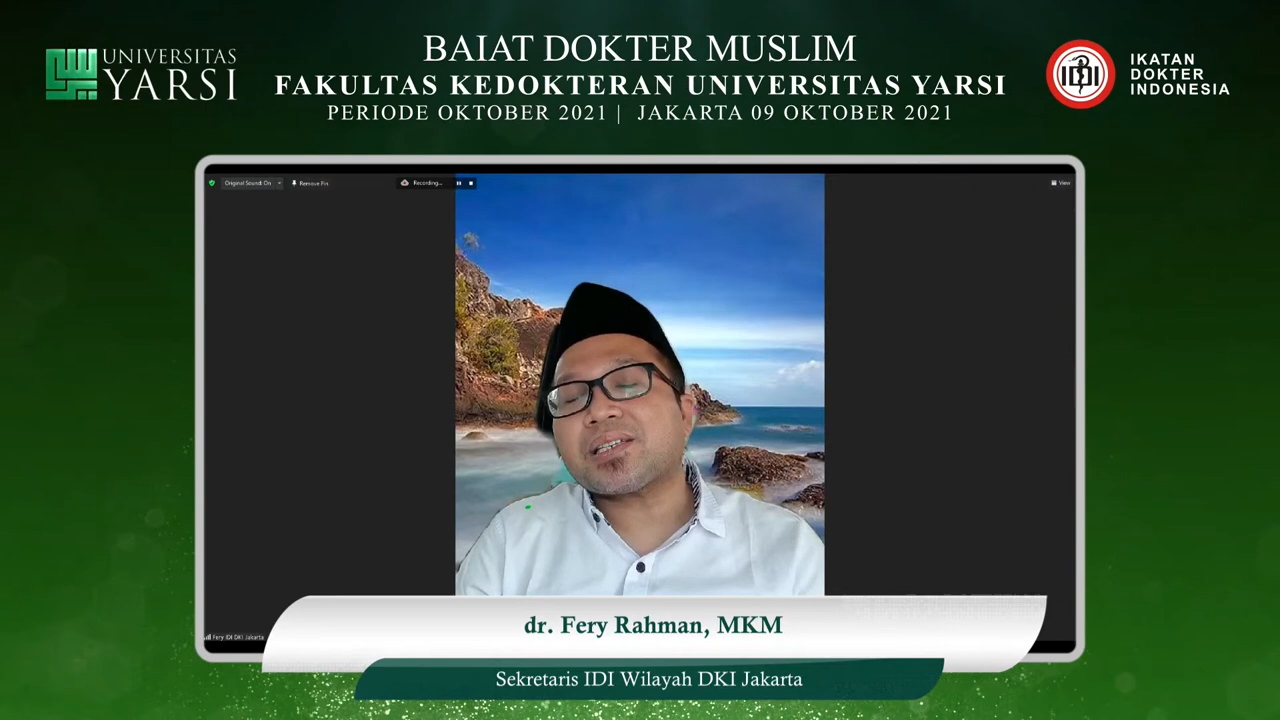 UNIVERSITAS
YARSI
BAIAT DOKTER MUSLIM
FAKULTAS KEDOKTERAN UNIVERSITAS YARSI
PERIODE OKTOBER 2021 | JAKARTA 09 OKTOBER 2021
IDI
IKATAN
DOKTER
INDONESIA
Original Sound: On
Remove Pin
Recording...
View
Fery IDI DKI Jakarta
dr. Fery Rahman, MKM
Sekretaris IDI Wilayah DKI Jakarta